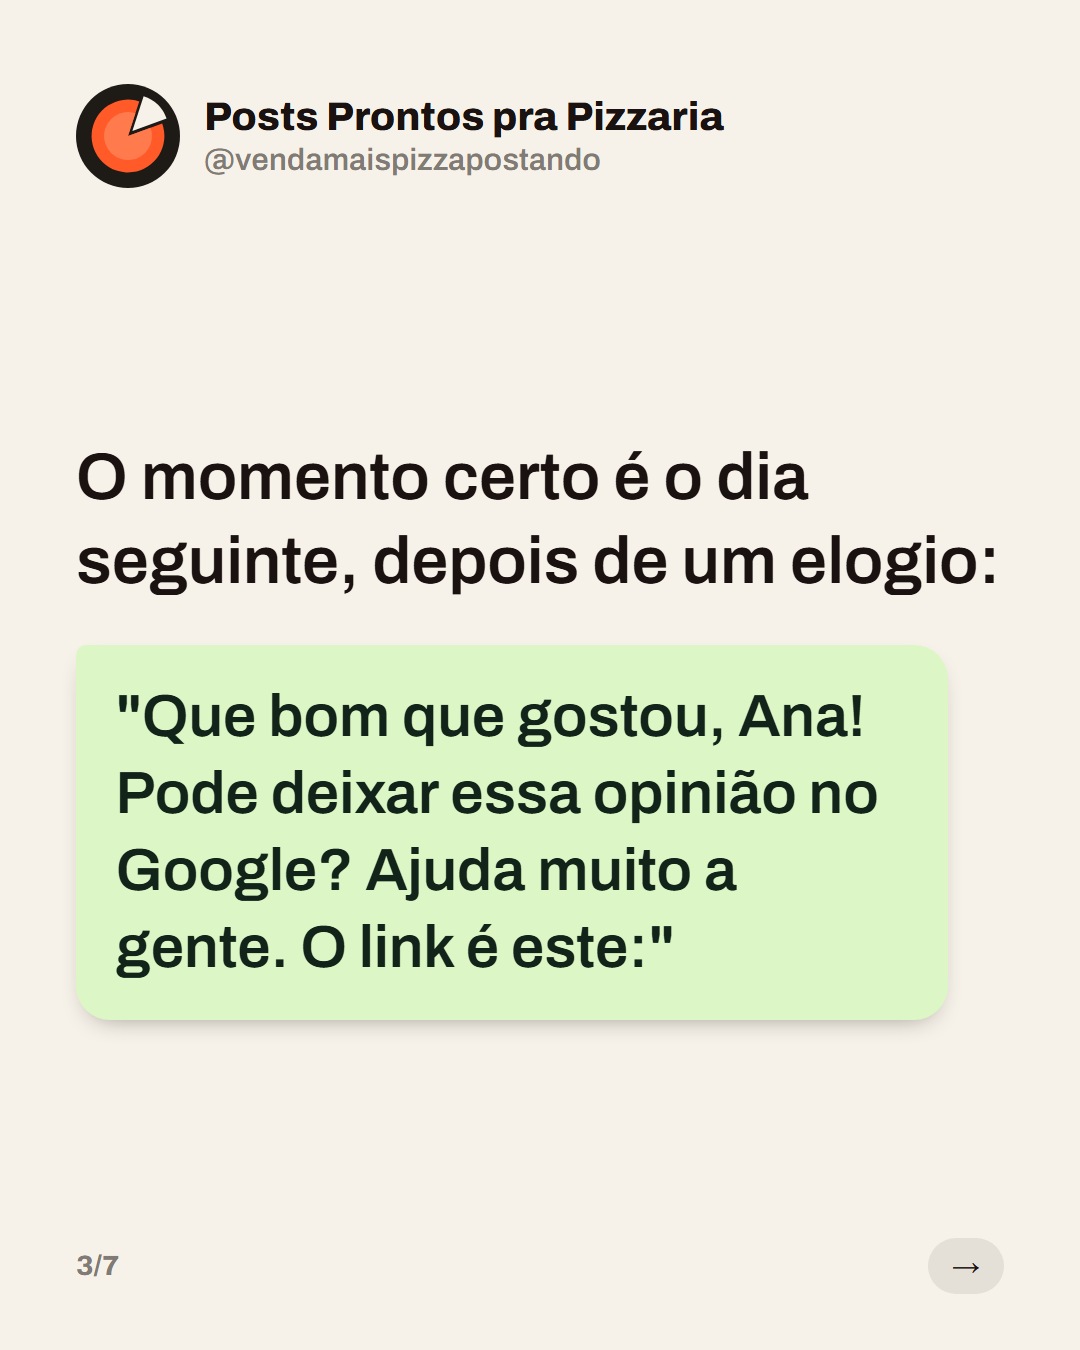 Posts Prontos pra Pizzaria
@vendamaispizzapostando
O momento certo é o dia
seguinte, depois de um elogio:
"Que bom que gostou, Ana!
Pode deixar essa opinião no
Google? Ajuda muito a
gente. O link é este:"
3/7
→